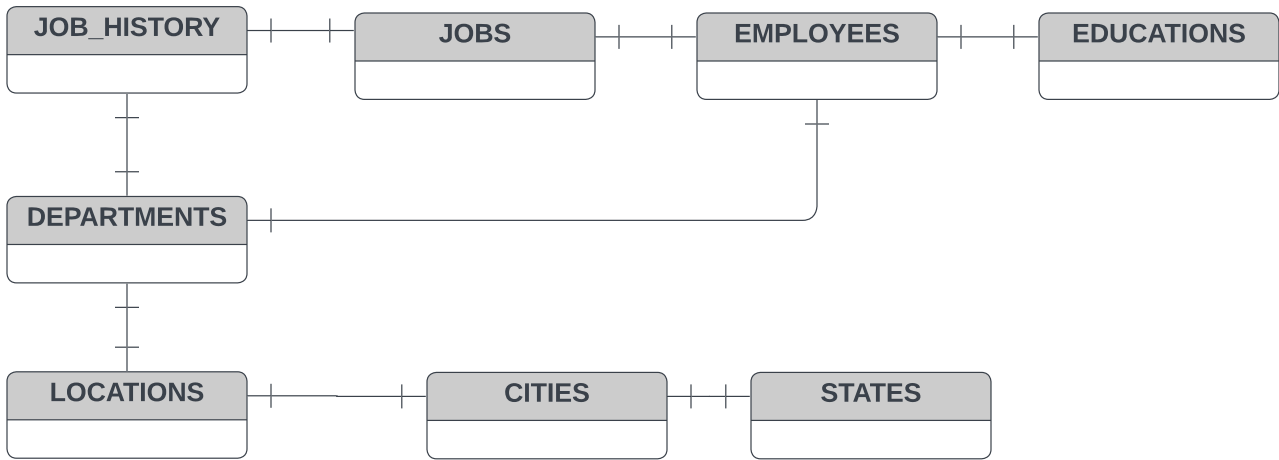 JOB_HISTORY
JOBS
EMPLOYEES
EDUCATIONS
DEPARTMENTS
LOCATIONS
CITIES
STATES